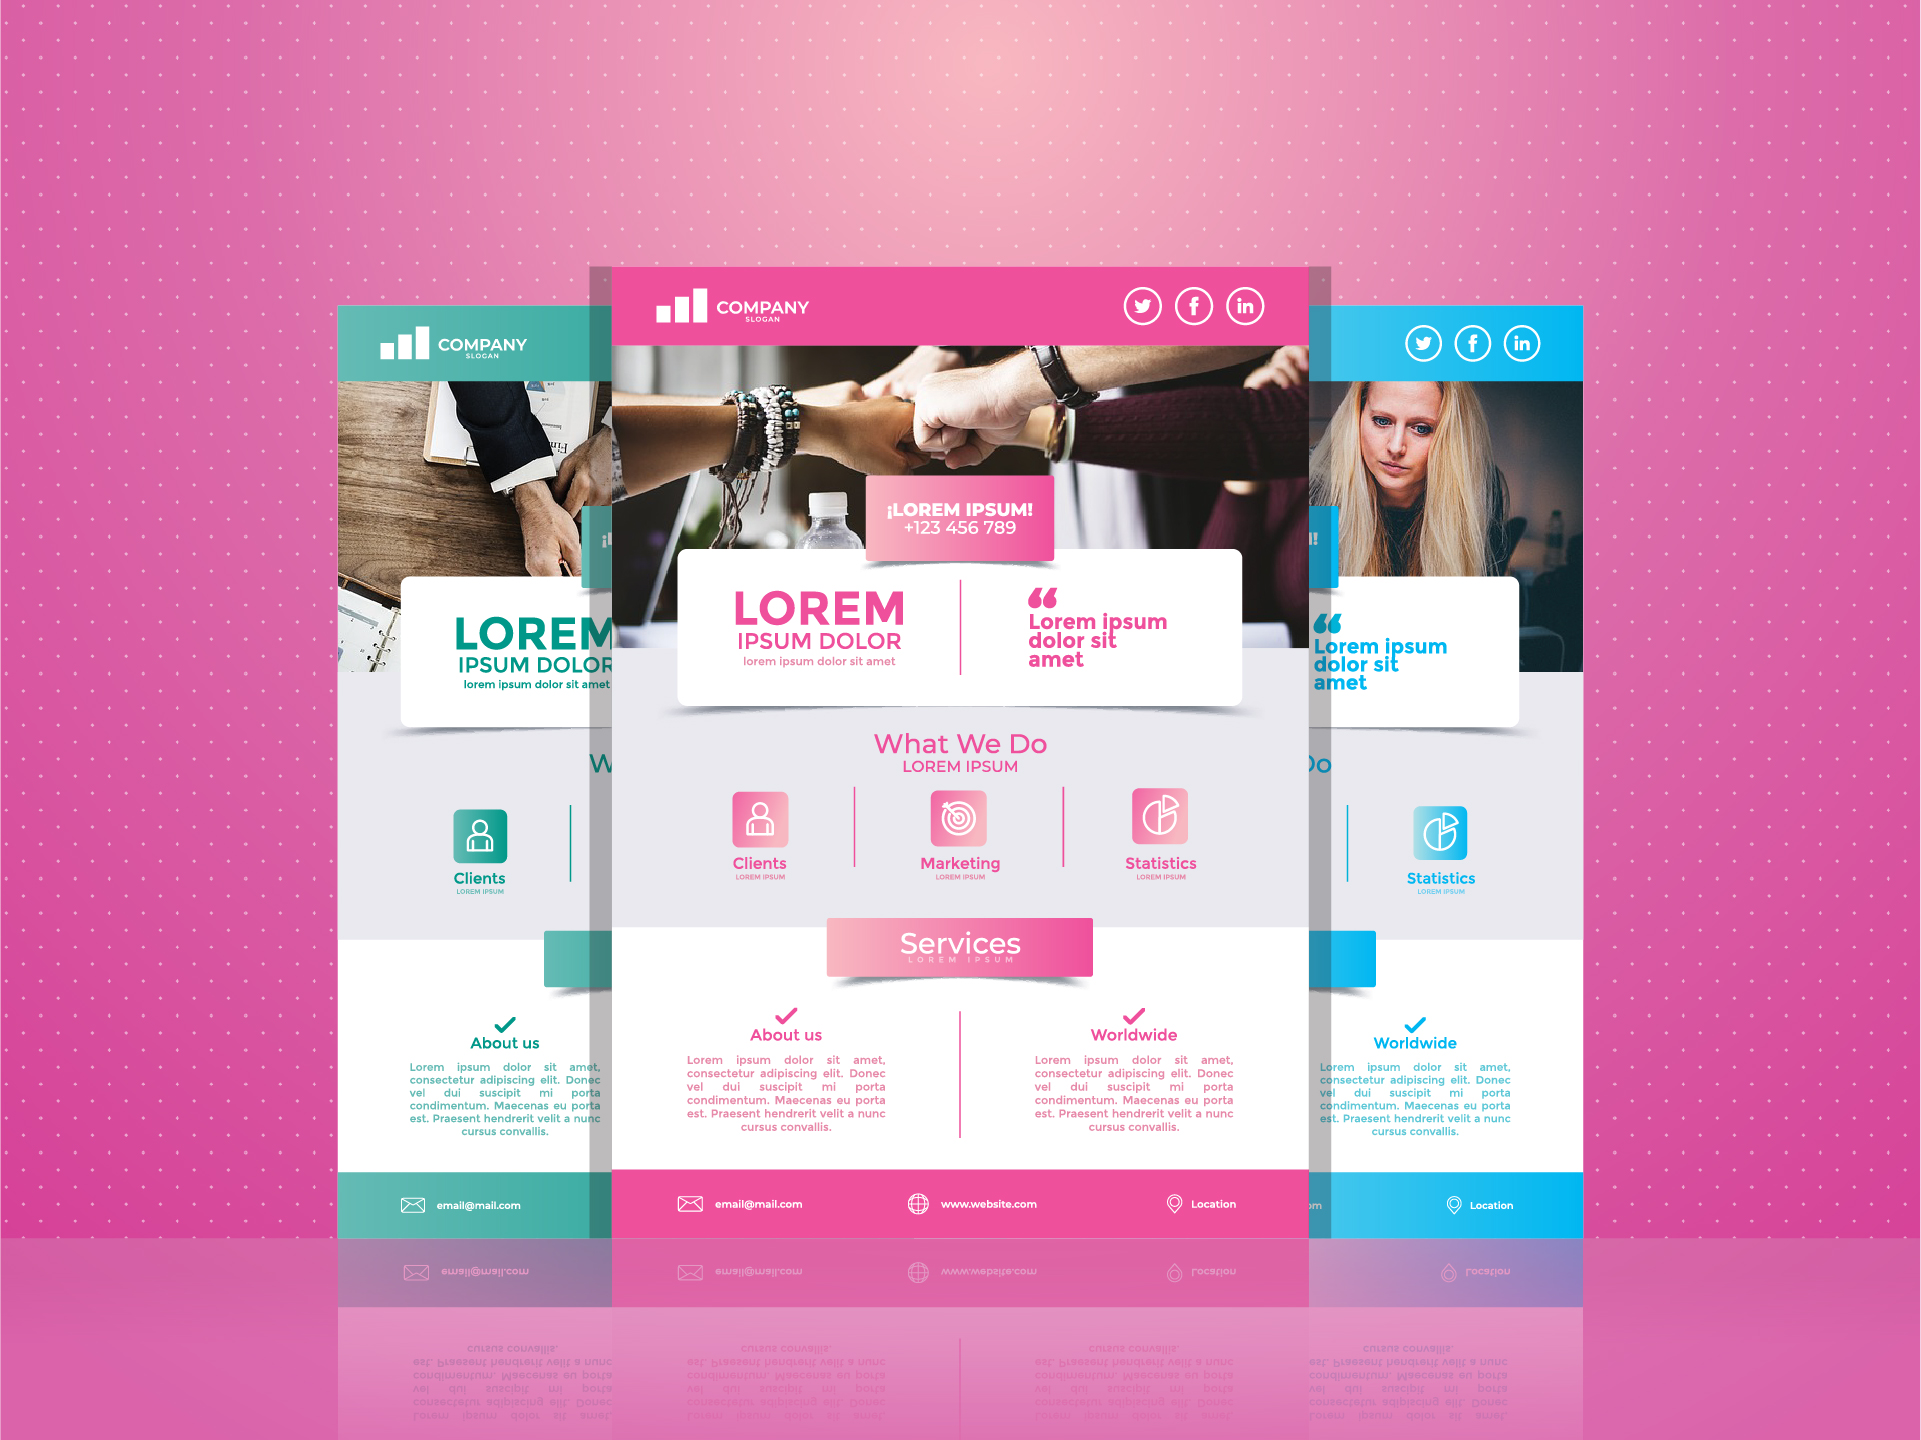 COMPANY
SLOGAN
¡LOREM IPSUM!
+123 456 789
LOREM
IPSUM DOLOR
lorem ipsum dolor sit amet
Lorem ipsum
dolor sit
amet
What We Do
LOREM IPSUM
Clients
LOREM IPSUM
Marketing
LOREM IPSUM
Statistics
LOREM IPSUM
Services
LOREM IPSUM
About us
Lorem ipsum dolor sit amet,
consectetur adipiscing elit. Donec
vel dui suscipit mi porta
condimentum. Maecenas eu porta
est. Praesent hendrerit velit a nunc
cursus convallis.
Worldwide
Lorem ipsum dolor sit amet,
consectetur adipiscing elit. Donec
vel dui suscipit mi porta
condimentum. Maecenas eu porta
est. Praesent hendrerit velit a nunc
cursus convallis.
email@mail.com
www.website.com
Location
COMPANY
SLOGAN
LOREM
IPSUM DOLOR
lorem ipsum dolor sit amet
Clients
LOREM IPSUM
About us
Lorem ipsum dolor sit amet,
consectetur adipiscing elit. Donec
vel dui suscipit mi porta
condimentum. Maecenas eu porta
est. Praesent hendrerit velit a nunc
cursus convallis.
email@mail.com
Lorem ipsum
dolor sit
amet
Do
Statistics
LOREM IPSUM
Worldwide
Lorem ipsum dolor sit amet,
consectetur adipiscing elit. Donec
vel dui suscipit mi porta
condimentum. Maecenas eu porta
est. Praesent hendrerit velit a nunc
cursus convallis.
Location